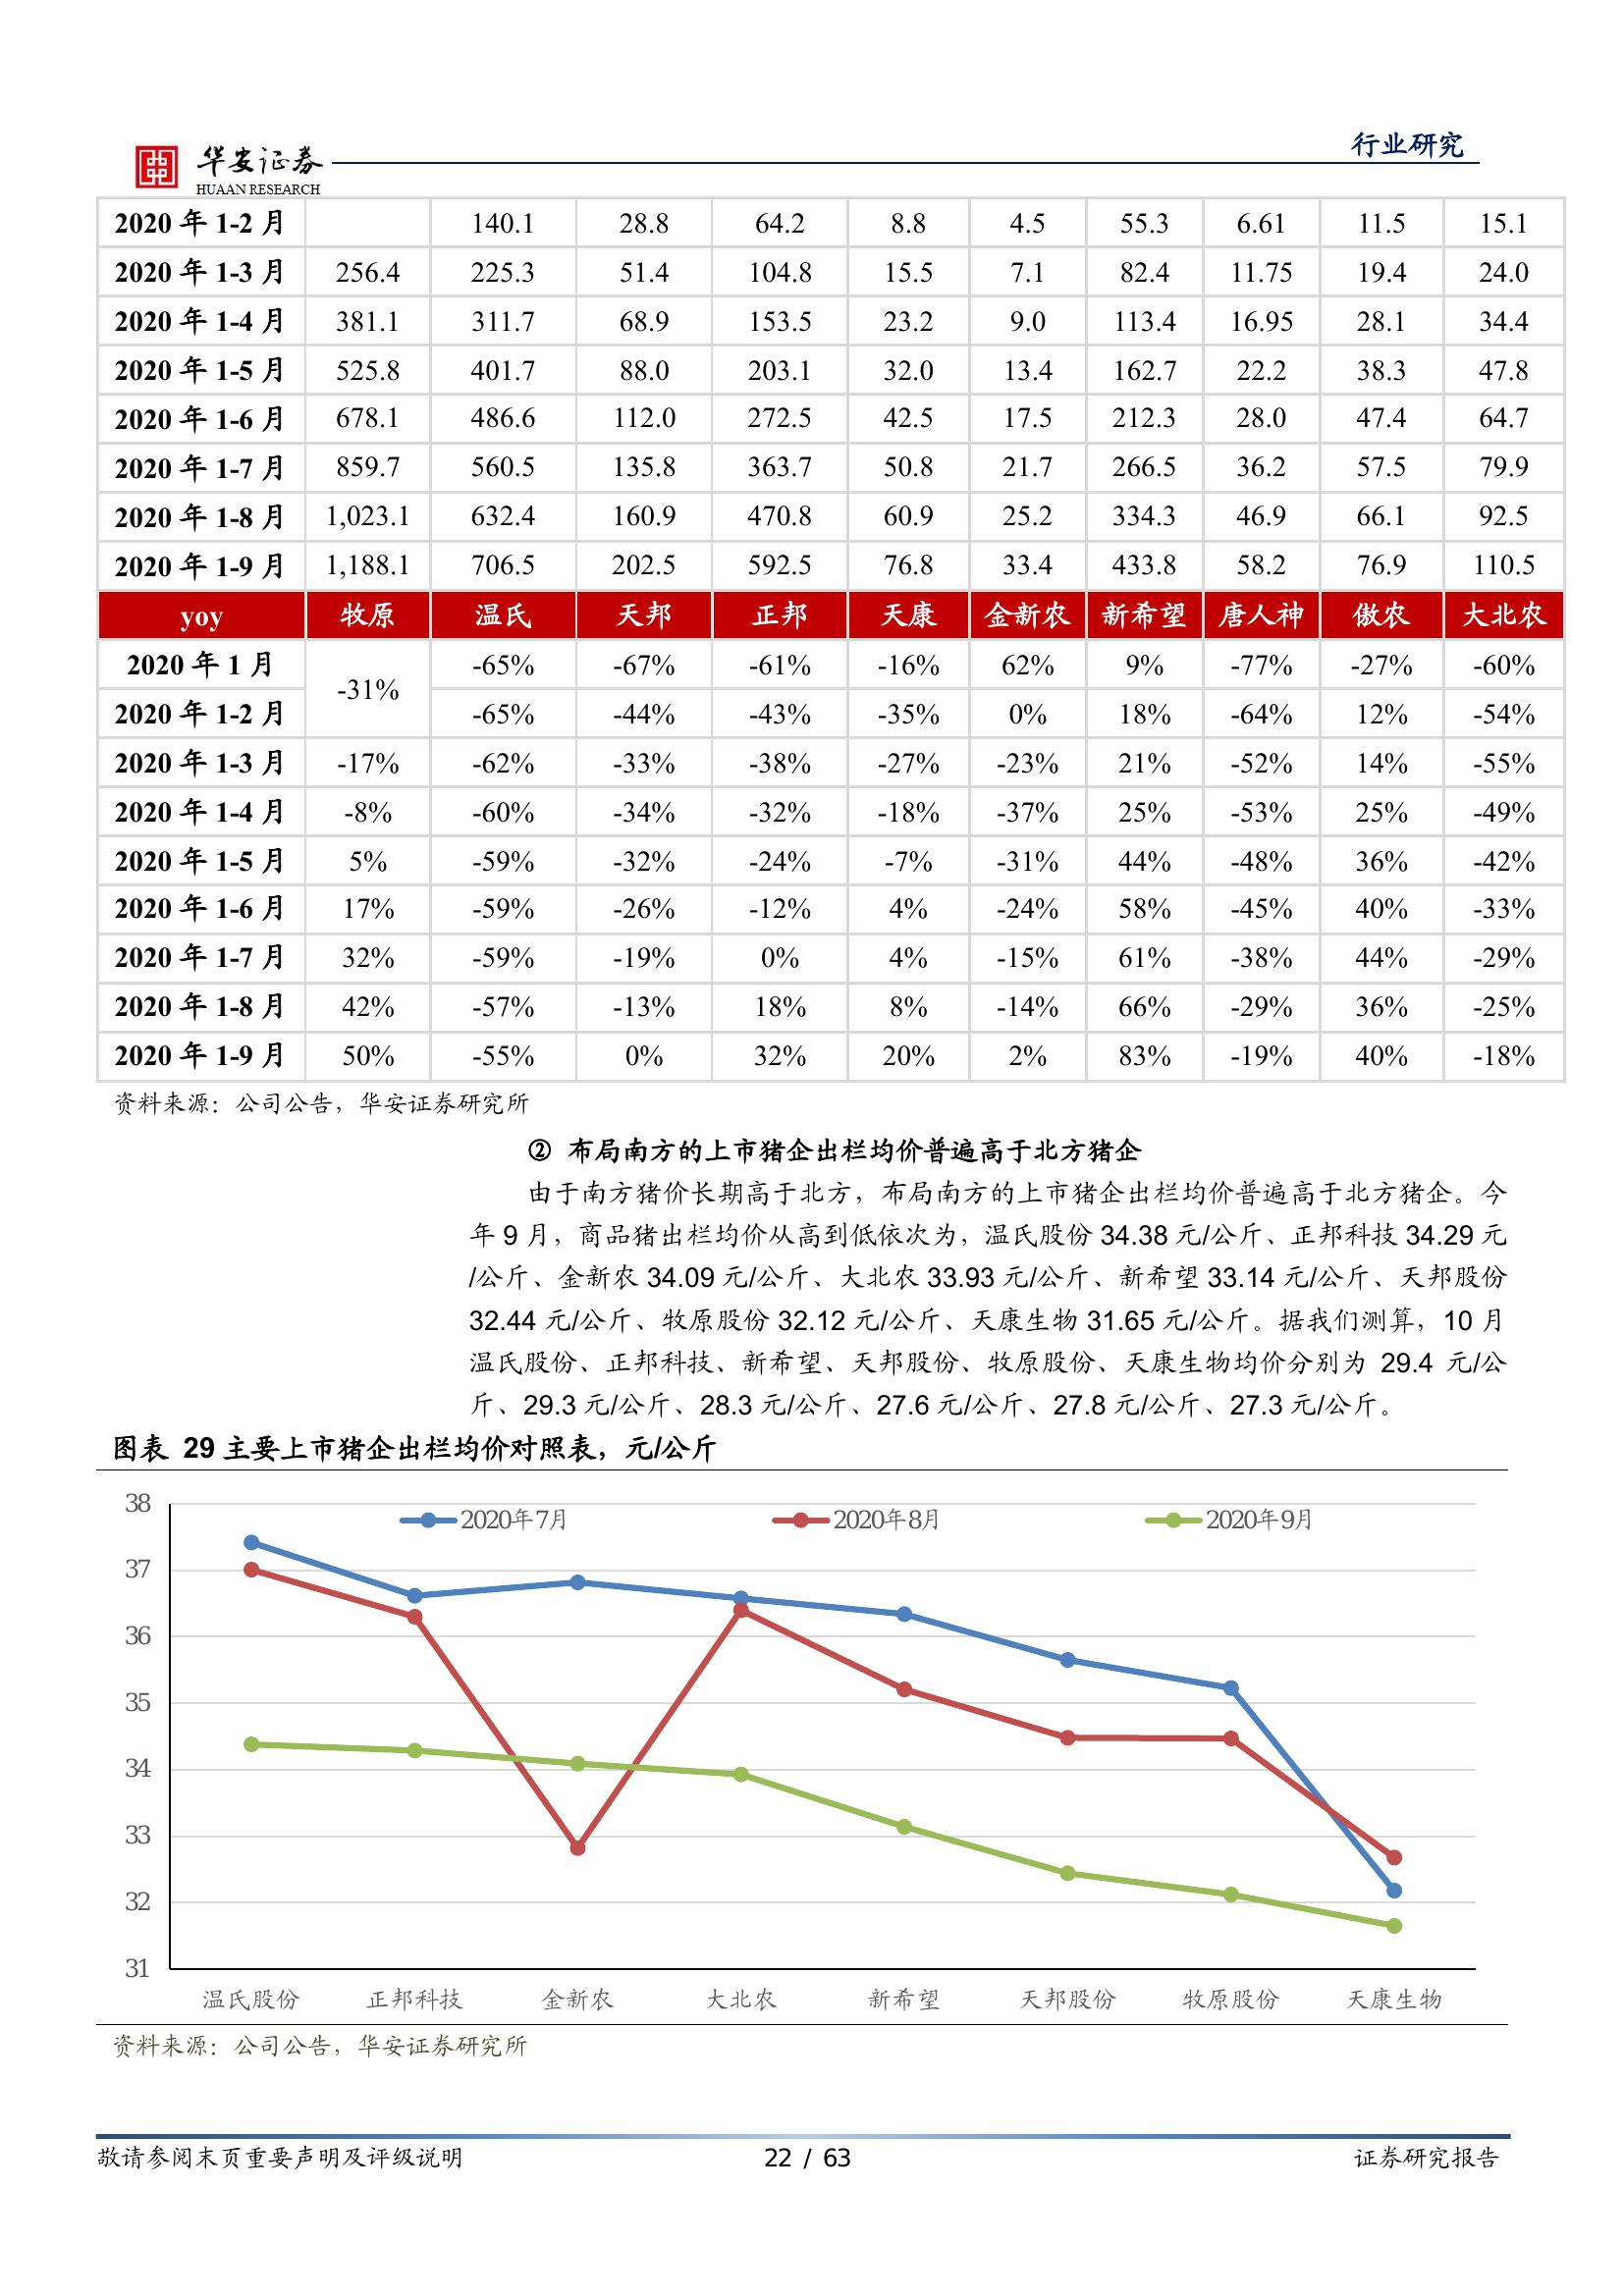 华安证券
HUAAN RESEARCH
行业研究
2020 年 1-2 月 140.1 28.8 64.2 8.8 4.5 55.3 6.61 11.5 15.1
2020 年 1-3 月 256.4 225.3 51.4 104.8 15.5 7.1 82.4 11.75 19.4 24.0
2020 年 1-4 月 381.1 311.7 68.9 153.5 23.2 9.0 113.4 16.95 28.1 34.4
2020 年 1-5 月 525.8 401.7 88.0 203.1 32.0 13.4 162.7 22.2 38.3 47.8
2020 年 1-6 月 678.1 486.6 112.0 272.5 42.5 17.5 212.3 28.0 47.4 64.7
2020 年 1-7 月 859.7 560.5 135.8 363.7 50.8 21.7 266.5 36.2 57.5 79.9
2020 年 1-8 月 1,023.1 632.4 160.9 470.8 60.9 25.2 334.3 46.9 66.1 92.5
2020 年 1-9 月 1,188.1 706.5 202.5 592.5 76.8 33.4 433.8 58.2 76.9 110.5
yoy 牧原 温氏 天邦 正邦 天康 金新农 新希望 唐人神 傲农 大北农
2020 年 1 月 -31% -65% -67% -61% -16% 62% 9% -77% -27% -60%
2020 年 1-2 月 -65% -44% -43% -35% 0% 18% -64% 12% -54%
2020 年 1-3 月 -17% -62% -33% -38% -27% -23% 21% -52% 14% -55%
2020 年 1-4 月 -8% -60% -34% -32% -18% -37% 25% -53% 25% -49%
2020 年 1-5 月 5% -59% -32% -24% -7% -31% 44% -48% 36% -42%
2020 年 1-6 月 17% -59% -26% -12% 4% -24% 58% -45% 40% -33%
2020 年 1-7 月 32% -59% -19% 0% 4% -15% 61% -38% 44% -29%
2020 年 1-8 月 42% -57% -13% 18% 8% -14% 66% -29% 36% -25%
2020 年 1-9 月 50% -55% 0% 32% 20% 2% 83% -19% 40% -18%
资料来源：公司公告，华安证券研究所
② 布局南方的上市猪企出栏均价普遍高于北方猪企
由于南方猪价长期高于北方，布局南方的上市猪企出栏均价普遍高于北方猪企。今
年 9 月，商品猪出栏均价从高到低依次为，温氏股份 34.38 元/公斤、正邦科技 34.29 元
/公斤、金新农 34.09 元/公斤、大北农 33.93 元/公斤、新希望 33.14 元/公斤、天邦股份
32.44 元/公斤、牧原股份 32.12 元/公斤、天康生物 31.65 元/公斤。据我们测算，10 月
温氏股份、正邦科技、新希望、天邦股份、牧原股份、天康生物均价分别为 29.4 元/公
斤、29.3 元/公斤、28.3 元/公斤、27.6 元/公斤、27.8 元/公斤、27.3 元/公斤。
图表 29 主要上市猪企出栏均价对照表，元/公斤
2020年7月 2020年8月 2020年9月
38
37
36
35
34
33
32
31
温氏股份 正邦科技 金新农 大北农 新希望 天邦股份 牧原股份 天康生物
资料来源：公司公告，华安证券研究所
敬请参阅末页重要声明及评级说明 22 / 63 证券研究报告